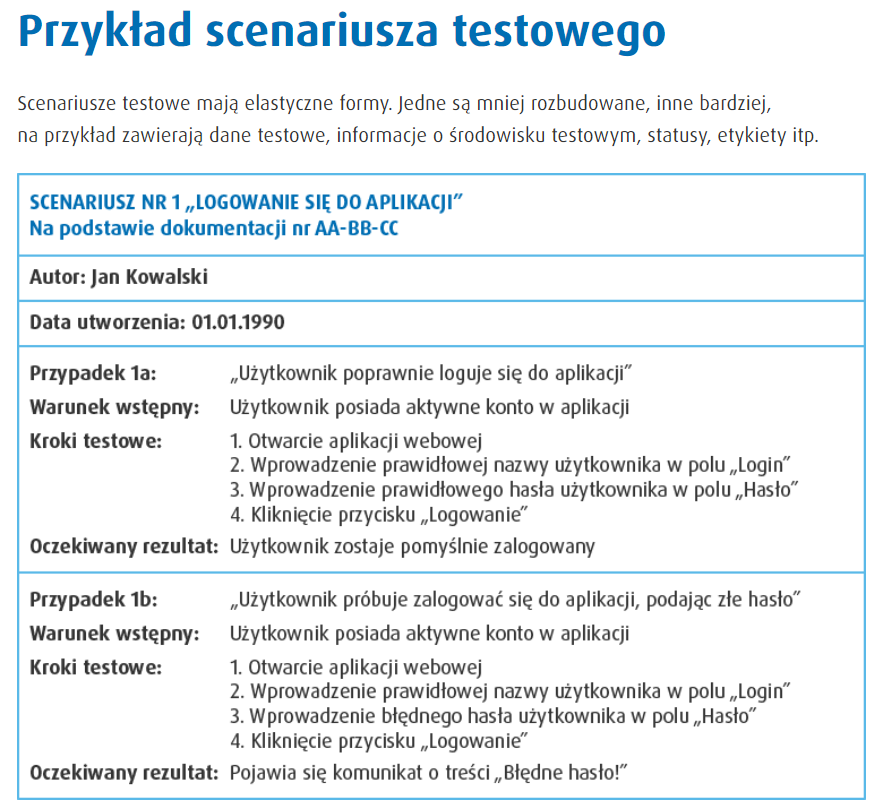 Przykład scenariusza testowego
Scenariusze testowe mają elastyczne formy. Jedne są mniej rozbudowane, inne bardziej,
na przykład zawierają dane testowe, informacje o środowisku testowym, statusy, etykiety itp.
SCENARIUSZ NR 1 „LOGOWANIE SIĘ DO APLIKACJI”
Na podstawie dokumentacji nr AA-BB-CC
Autor: Jan Kowalski
Data utworzenia: 01.01.1990
Przypadek 1a: „Użytkownik poprawnie loguje się do aplikacji”
Warunek wstępny: Użytkownik posiada aktywne konto w aplikacji
Kroki testowe: 1. Otwarcie aplikacji webowej
2. Wprowadzenie prawidłowej nazwy użytkownika w polu „Login”
3. Wprowadzenie prawidłowego hasła użytkownika w polu „Hasło”
4. Kliknięcie przycisku „Logowanie”
Oczekiwany rezultat: Użytkownik zostaje pomyślnie zalogowany
Przypadek 1b: „Użytkownik próbuje zalogować się do aplikacji, podając złe hasło”
Warunek wstępny: Użytkownik posiada aktywne konto w aplikacji
Kroki testowe: 1. Otwarcie aplikacji webowej
2. Wprowadzenie prawidłowej nazwy użytkownika w polu „Login”
3. Wprowadzenie błędnego hasła użytkownika w polu „Hasło”
4. Kliknięcie przycisku „Logowanie”
Oczekiwany rezultat: Pojawia się komunikat o treści „Błędne hasło!”